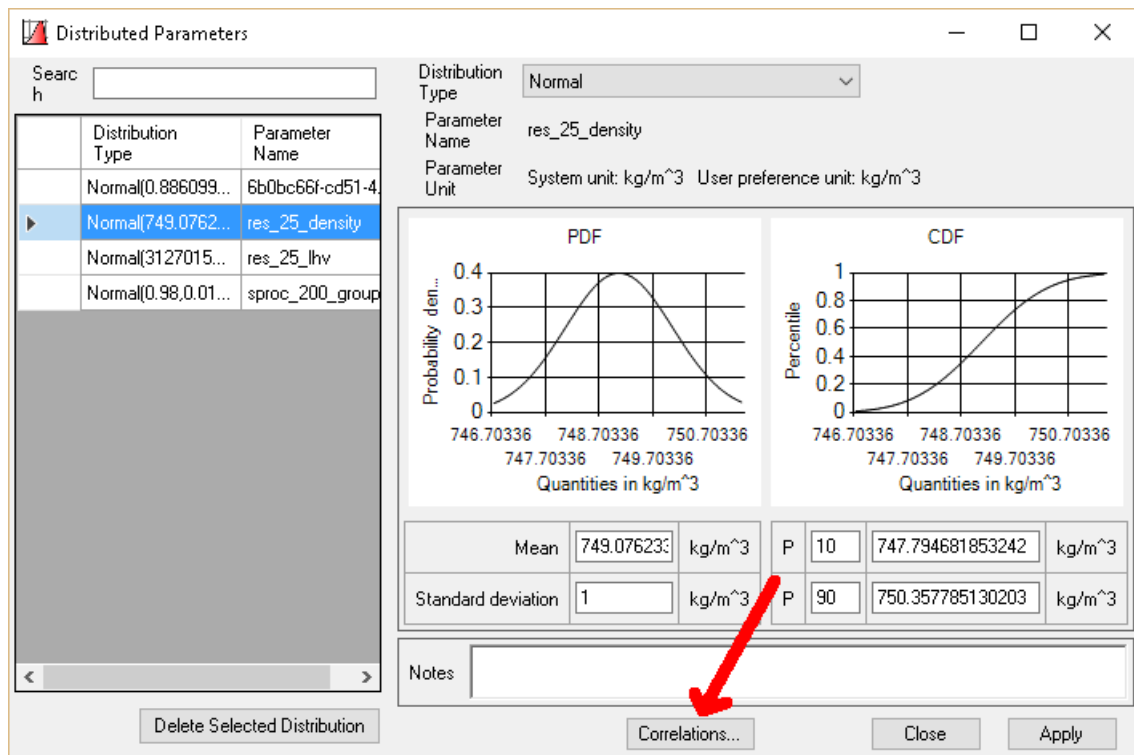 Distributed Parameters
Searc
h
Distribution
Type
Parameter
Name
Normal(0.886099... 6b0bc66f-cd51-4.
Normal(749.0762... res_25_density
Normal(3127015... res_25_lhv
Normal(0.98,0.01... sproc_200_group
Delete Selected Distribution
Distribution
Type
Normal
Parameter
Name
res_25_density
Parameter
Unit
System unit: kg/m^3 User preference unit: kg/m^3
PDF
Probability den...
0.4
0.3
0.2
0.1
0
746.70336 748.70336 750.70336
747.70336 749.70336
Quantities in kg/m^3
CDF
Percentile
1
0.8
0.6
0.4
0.2
0
746.70336 748.70336 750.70336
747.70336 749.70336
Quantities in kg/m^3
Mean 749.076233 kg/m^3
Standard deviation 1 kg/m^3
P 10 747.794681853242 kg/m^3
P 90 750.357785130203 kg/m^3
Notes
Correlations... Close Apply